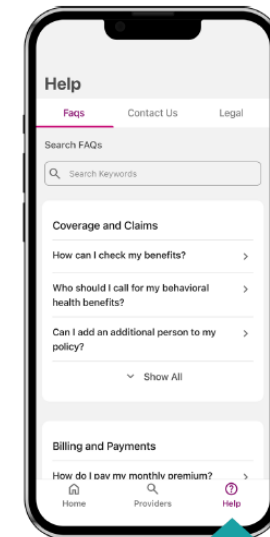 Help
Faqs Contact Us Legal
Search FAQs
Search Keywords
Coverage and Claims
How can I check my benefits?
Who should I call for my behavioral
health benefits?
Can I add an additional person to my
policy?
Show All
Billing and Payments
How do I pay my monthly premium?
Home Providers Help